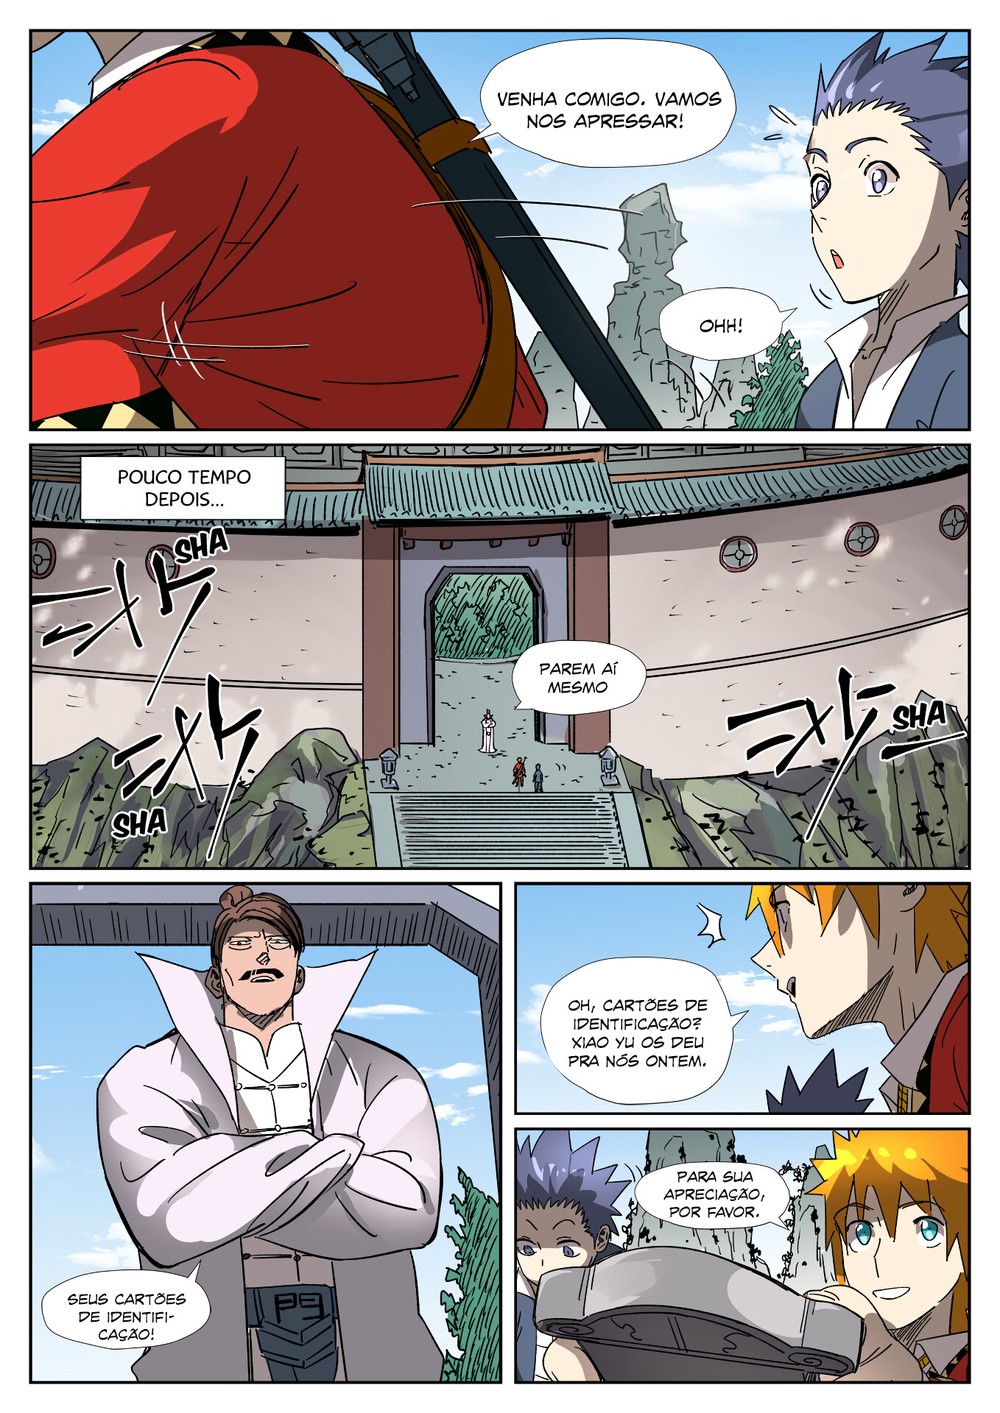 VENHA COMIGO. VAMOS
NOS APRESSAR!
OHH!
POUCO TEMPO
DEPOIS...
SHA
PAREM AÍ
MESMO
SHA
SHA
SEUS CARTÕES
DE IDENTIFI-
CAÇÃO!
OH, CARTÕES DE
IDENTIFICAÇÃO?
XIAO YU OS DEU
PRA NÓS ONTEM.
PARA SUA
APRECIAÇÃO,
POR FAVOR.